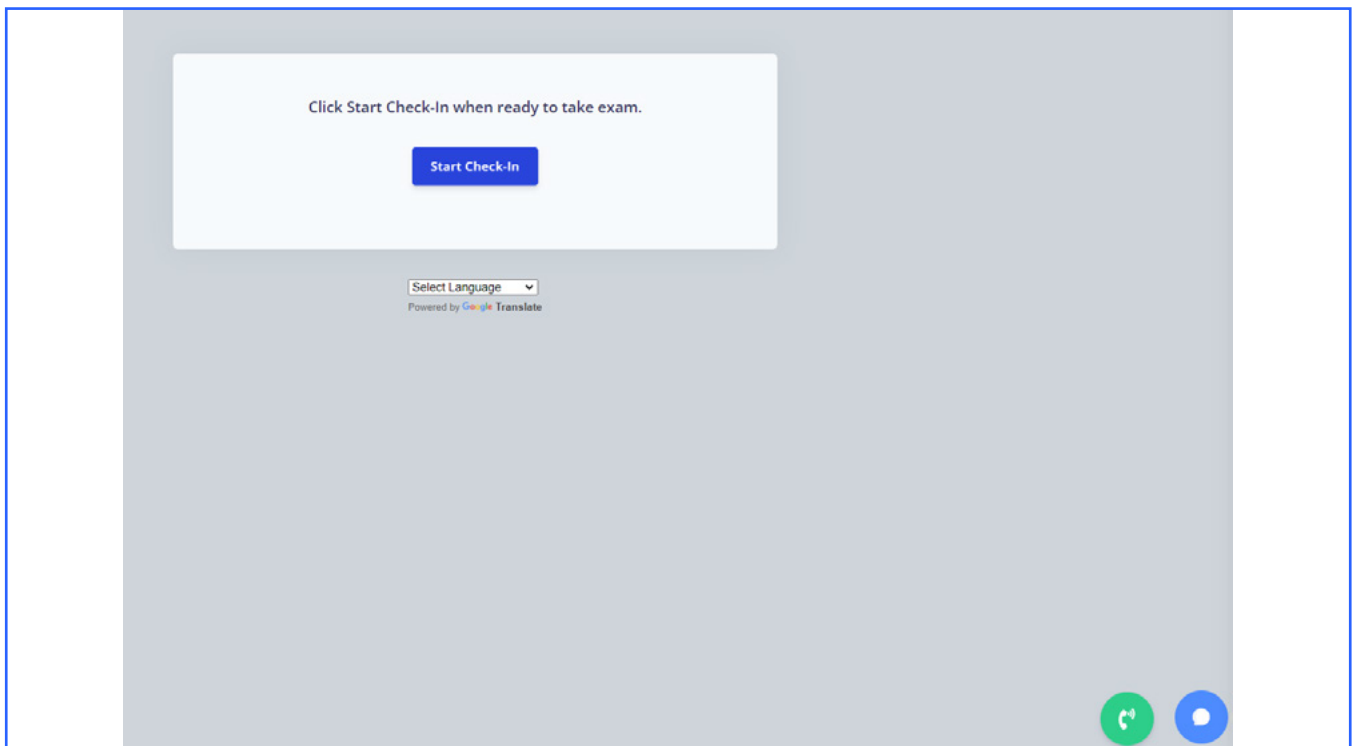 Click Start Check-In when ready to take exam.
Start Check-In
Select Language
Powered by Google Translate